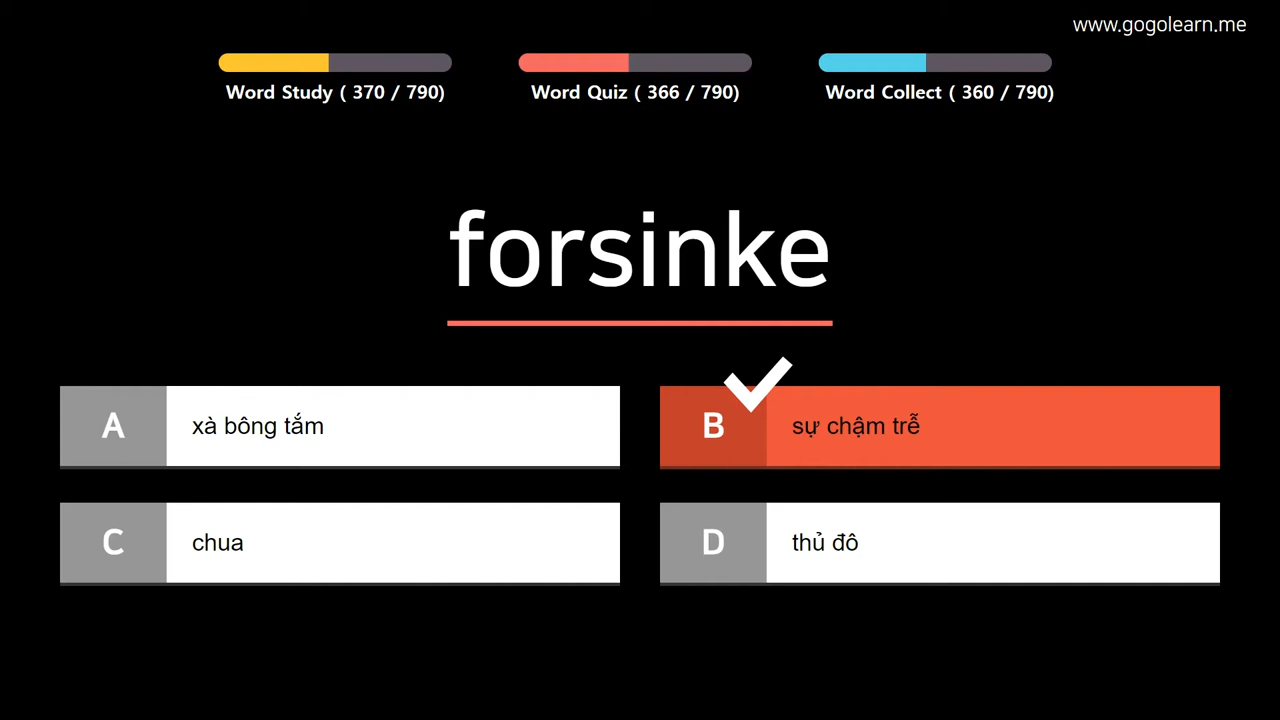 www.gogolearn.me
Word Study ( 370 / 790)
Word Quiz ( 366 / 790)
Word Collect ( 360 / 790)
forsinke
A
xà bông tắm
B
sự chậm trễ
C
chua
D
thủ đô